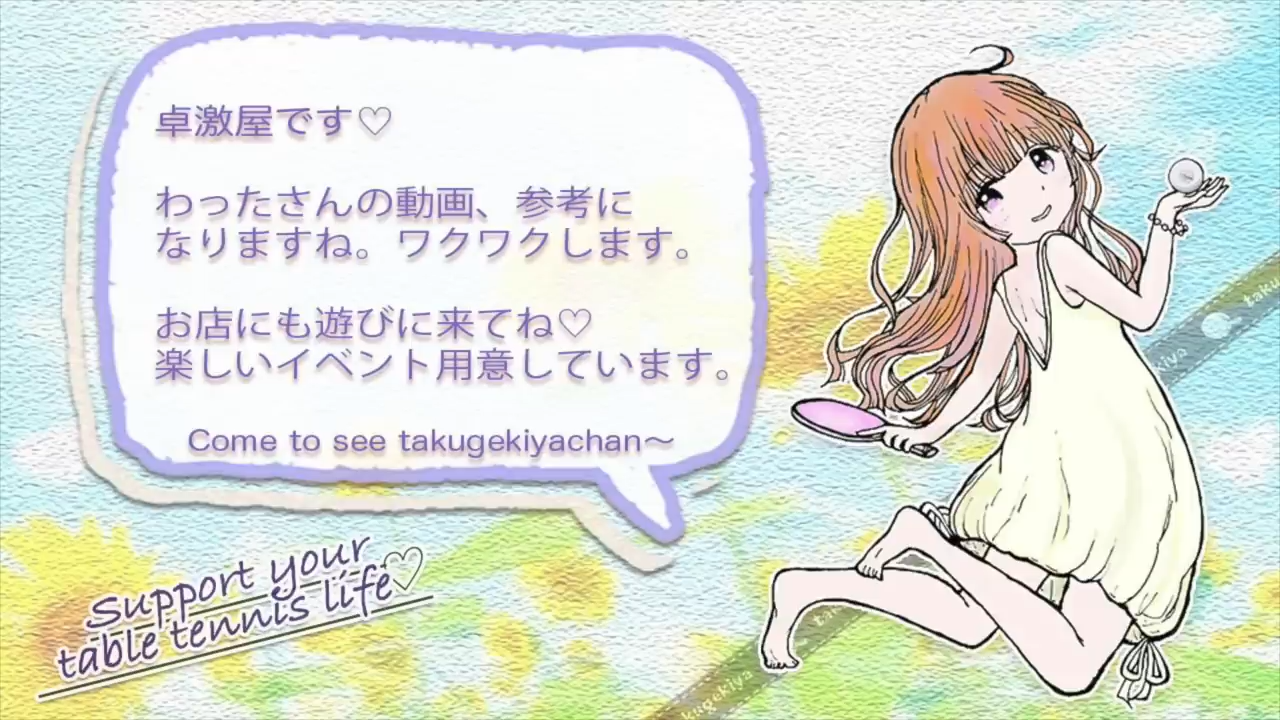 卓激屋です♡
わったさんの動画、参考に
なりますね。ワクワクします。
お店にも遊びに来てね♡
楽しいイベント用意しています。
Come to see takugekiyachan～
Support your
table tennis life♡